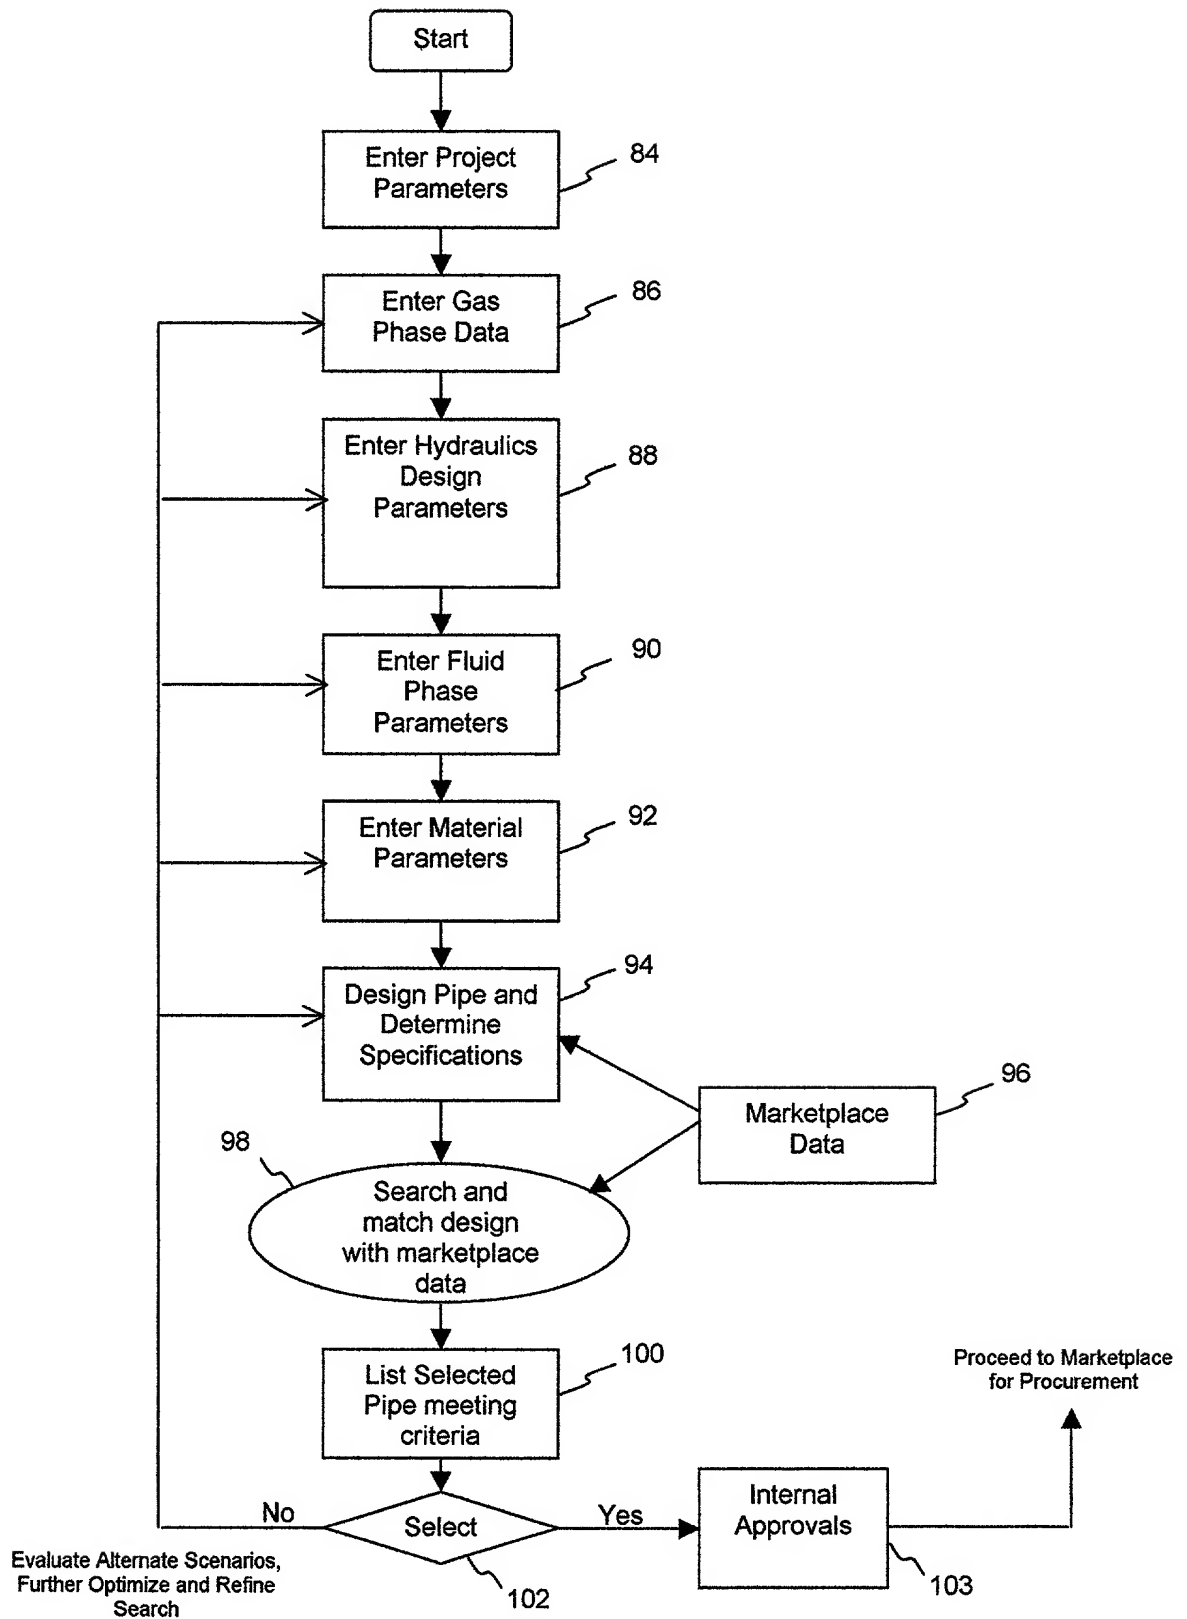 Start
Enter Project
Parameters
84
Enter Gas
Phase Data
86
Enter Hydraulics
Design
Parameters
88
Enter Fluid
Phase
Parameters
90
Enter Material
Parameters
92
Design Pipe and
Determine
Specifications
94
Marketplace
Data
96
98
Search and
match design
with marketplace
data
List Selected
Pipe meeting
criteria
100
Proceed to Marketplace
for Procurement
No
Select
Yes
102
Internal
Approvals
103
Evaluate Alternate Scenarios,
Further Optimize and Refine
Search